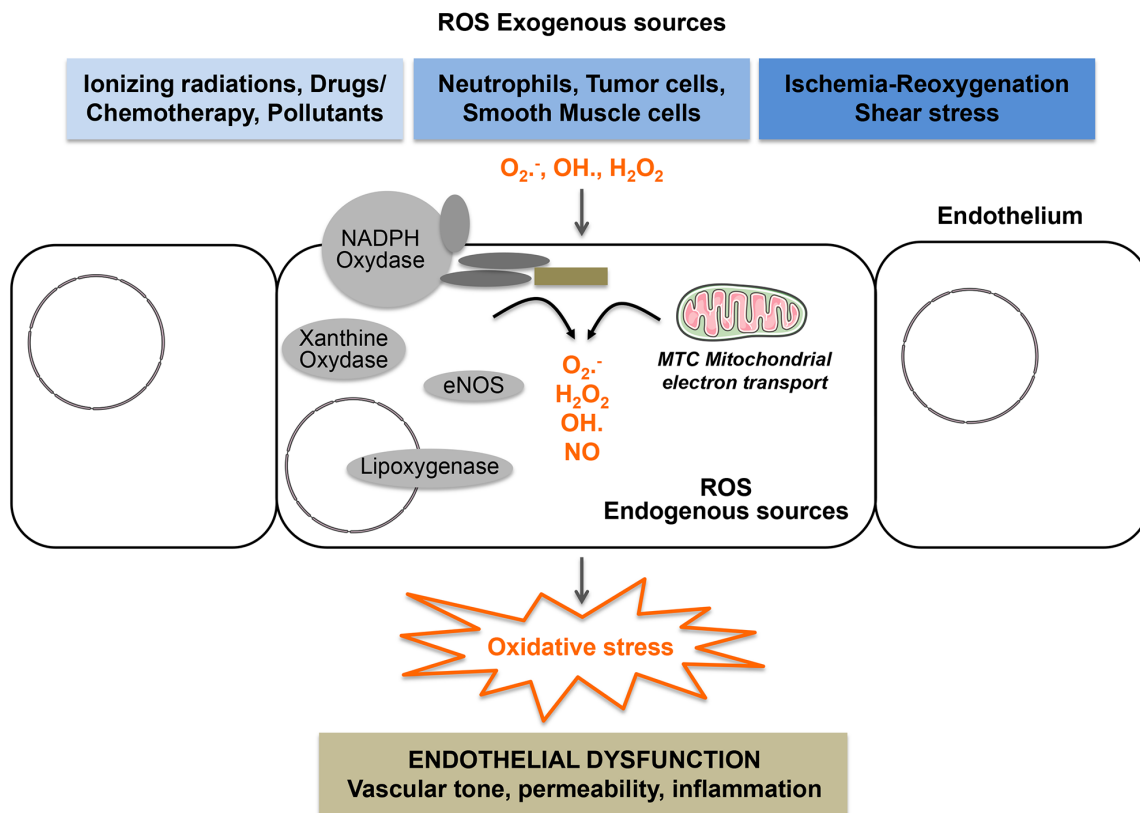 ROS Exogenous sources
Ionizing radiations, Drugs/
Chemotherapy, Pollutants
Neutrophils, Tumor cells,
Smooth Muscle cells
Ischemia-Reoxygenation
Shear stress
O₂.⁻, OH., H₂O₂
Endothelium
NADPH
Oxydase
Xanthine
Oxydase
eNOS
Lipoxygenase
O₂.⁻
H₂O₂
OH.
NO
MTC Mitochondrial
electron transport
ROS
Endogenous sources
Oxidative stress
ENDOTHELIAL DYSFUNCTION
Vascular tone, permeability, inflammation